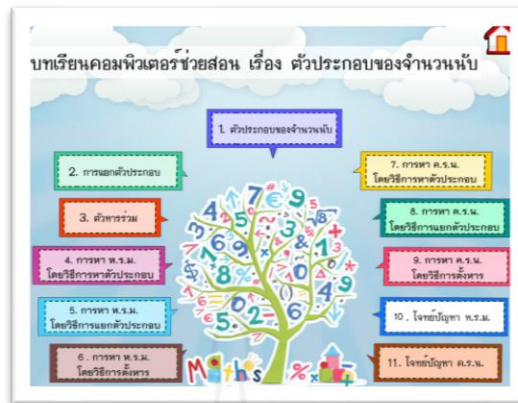 บทเรียนคอมพิวเตอร์ช่วยสอน เรื่อง ตัวประกอบของจำนวนนับ
1. ตัวประกอบของจำนวนนับ
2. การแยกตัวประกอบ
3. ตัวหารร่วม
4. การหา ห.ร.ม.
โดยวิธีการหาตัวประกอบ
5. การหา ห.ร.ม.
โดยวิธีการแยกตัวประกอบ
6. การหา ห.ร.ม.
โดยวิธีการตั้งหาร
7. การหา ค.ร.น.
โดยวิธีการหาตัวประกอบ
8. การหา ค.ร.น.
โดยวิธีการแยกตัวประกอบ
9. การหา ค.ร.น.
โดยวิธีการตั้งหาร
10. โจทย์ปัญหา ห.ร.ม.
11. โจทย์ปัญหา ค.ร.น.
Maths